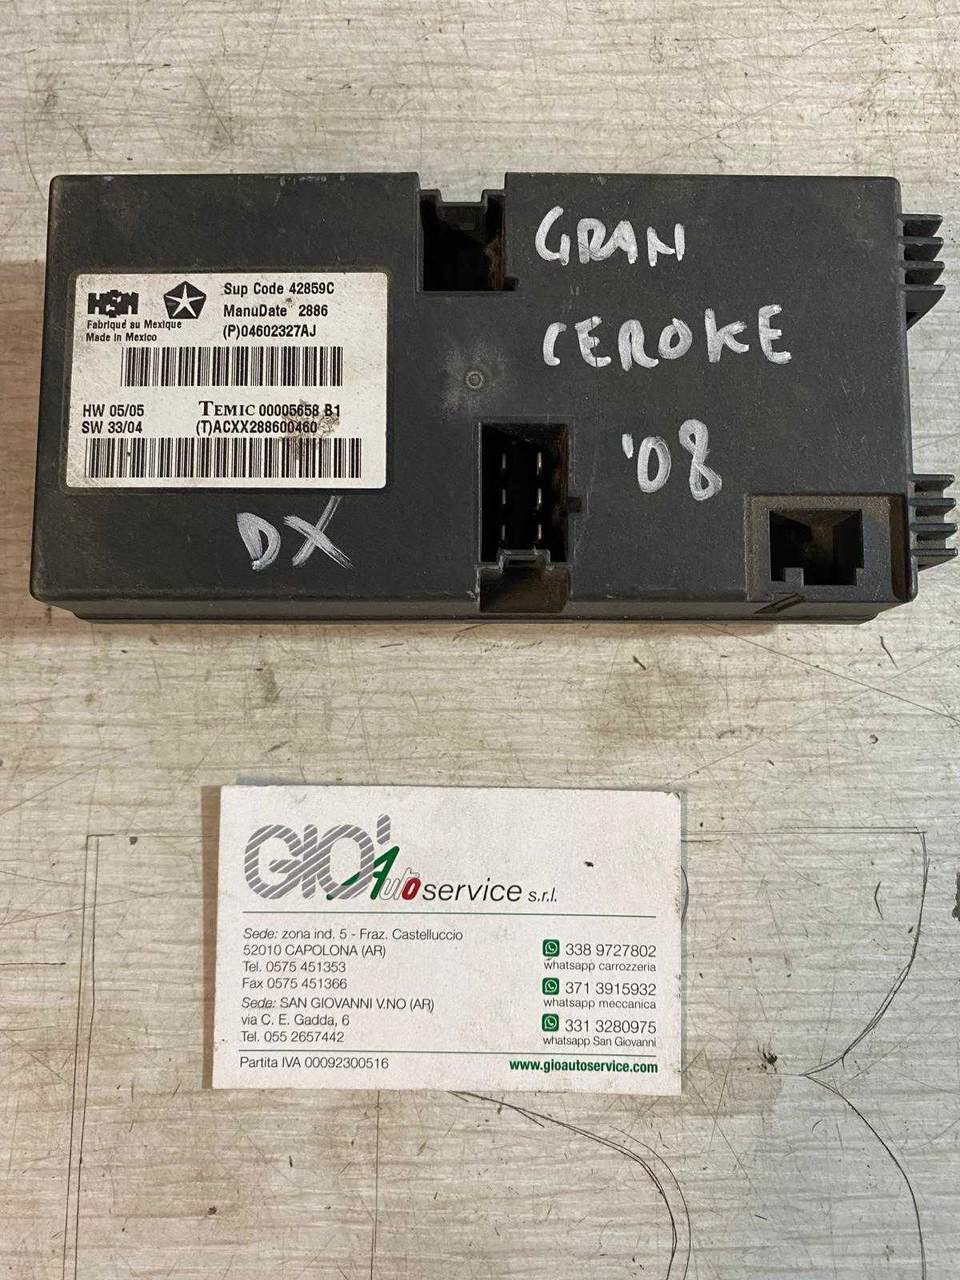 HSM
Sup Code 42859C
ManuDate 2886
(P)04602327AJ
Fabriqué au Mexique
Made in Mexico
HW 05/05
SW 33/04
TEMIC 00005658 B1
(T)ACXX288600460
DX
GRAN
CEROKE
'08
GIO' Autoservice s.r.l.
Sede: zona ind. 5 - Fraz. Castelluccio
52010 CAPOLONA (AR)
Tel. 0575 451353
Fax 0575 451366
Sede: SAN GIOVANNI V.NO (AR)
via C. E. Gadda, 6
Tel. 055 2657442
338 9727802
whatsapp carrozzeria
371 3915932
whatsapp meccanica
331 3280975
whatsapp San Giovanni
Partita IVA 00092300516
www.gioautoservice.com